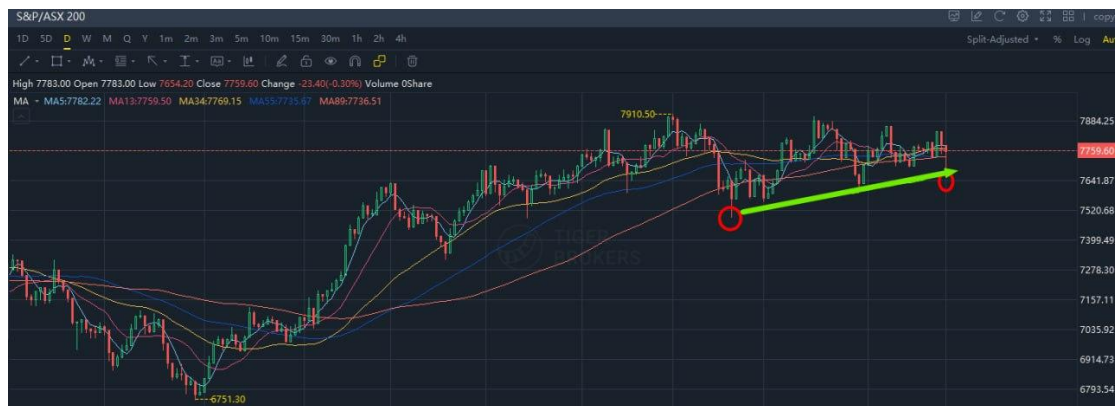 S&P/ASX 200
copy
1D 5D D W M Q Y 1m 2m 3m 5m 10m 15m 30m 1h 2h 4h
Split-Adjusted % Log Au
High 7783.00 Open 7783.00 Low 7654.20 Close 7759.60 Change -23.40(-0.30%) Volume 0Share
MA MA5:7782.22 MA13:7759.50 MA34:7769.15 MA55:7735.67 MA89:7736.51
7910.50
7884.25
7759.60
7641.87
7520.68
TIGER
BROKERS
7399.49
7278.30
7157.11
7035.92
6914.73
6793.54
6751.30